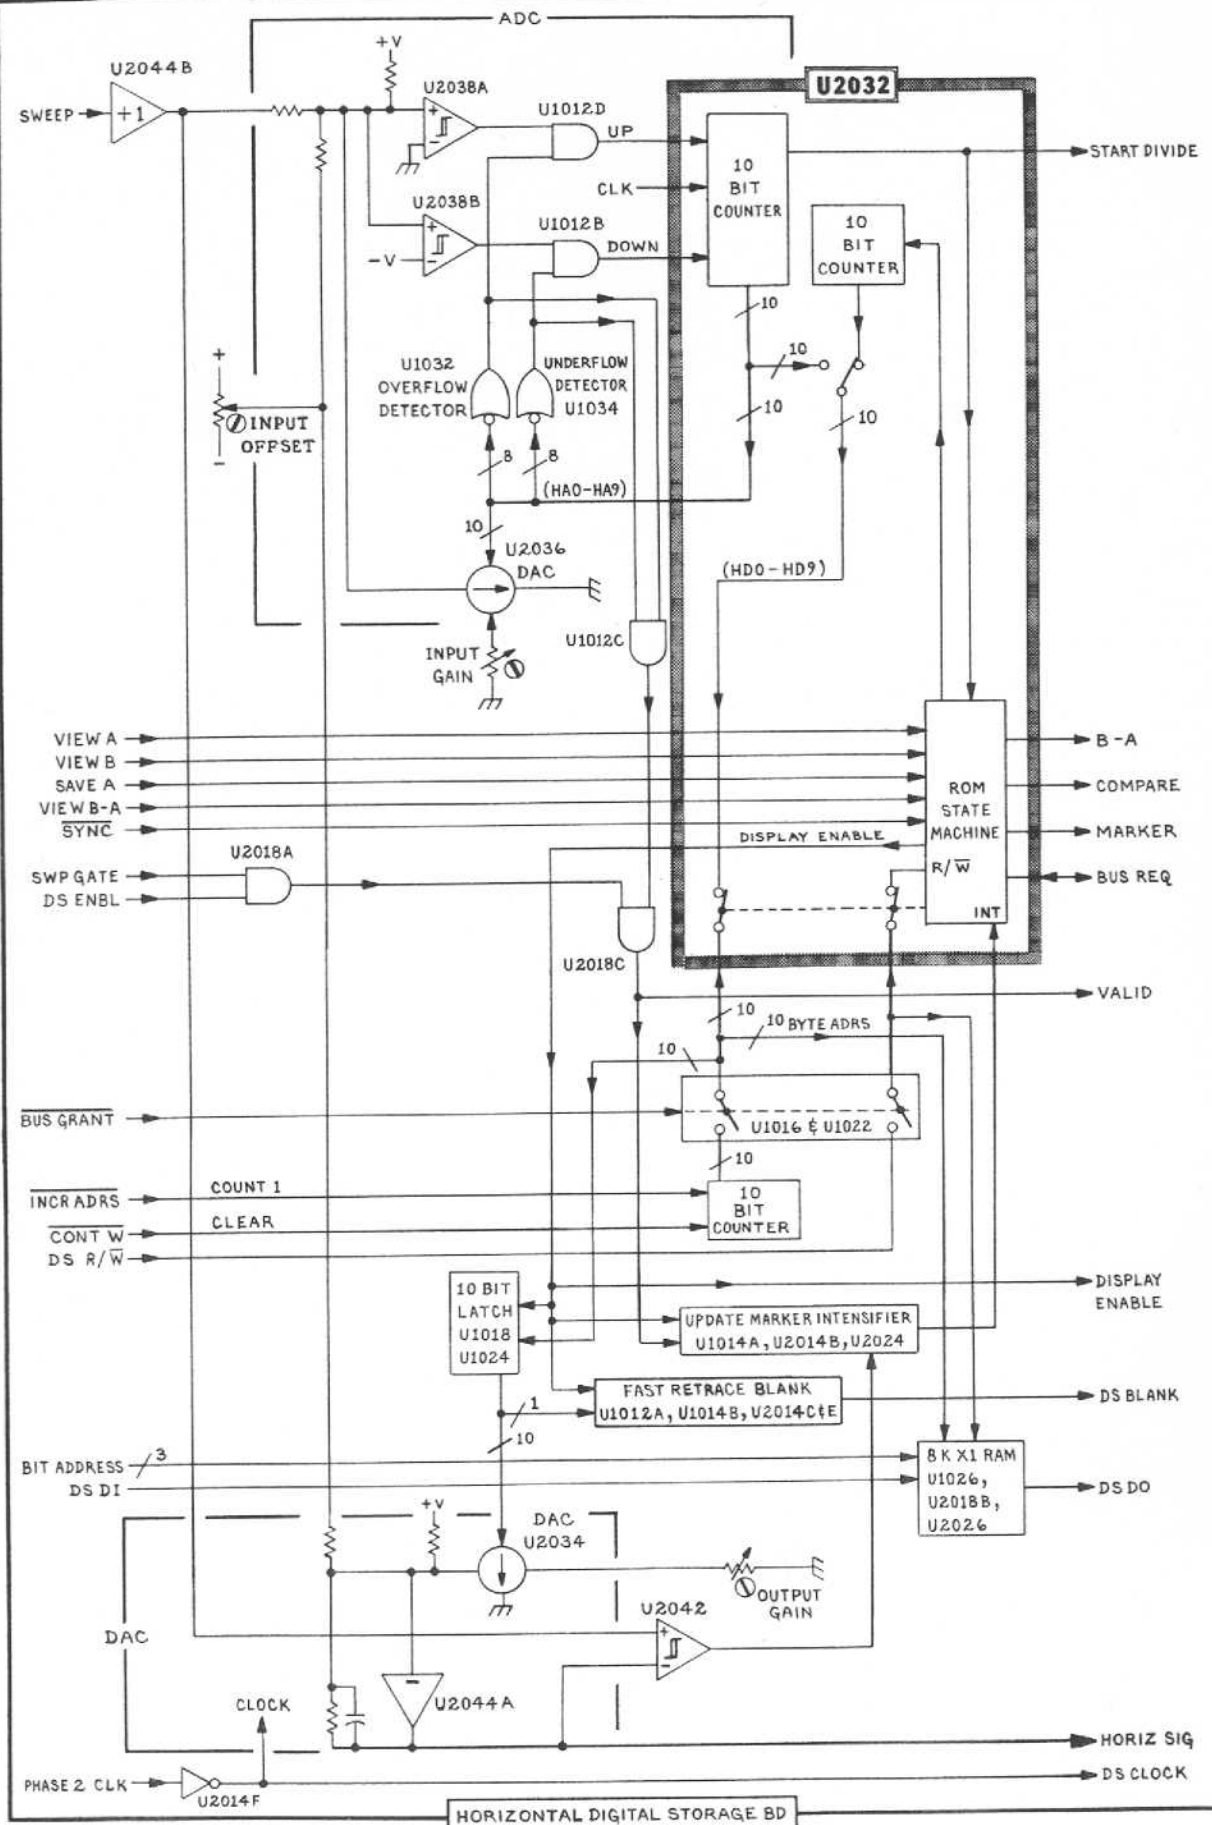 ADC
+V
U2044B
U2038A
U2032
SWEEP
+1
+
-
U1012D
UP
START DIVIDE
10
BIT
COUNTER
CLK
U2038B
+
-
-V
U1012B
DOWN
10
BIT
COUNTER
10
10
10
10
U1032
OVERFLOW
DETECTOR
UNDERFLOW
DETECTOR
U1034
+
INPUT
OFFSET
-
8
8
(HA0-HA9)
10
U2036
DAC
(HD0-HD9)
U1012C
INPUT
GAIN
VIEW A
VIEW B
SAVE A
VIEW B-A
SYNC
ROM
STATE
MACHINE
R/W
INT
B-A
COMPARE
MARKER
BUS REQ
DISPLAY ENABLE
U2018A
SWP GATE
DS ENBL
U2018C
VALID
10
10 BYTE ADRS
10
BUS GRANT
U1016 & U1022
10
INCR ADRS
COUNT 1
10
BIT
COUNTER
CONT W
CLEAR
DS R/W
10 BIT
LATCH
U1018
U1024
DISPLAY
ENABLE
UPDATE MARKER INTENSIFIER
U1014A, U2014B, U2024
FAST RETRACE BLANK
U1012A, U1014B, U2014C&E
DS BLANK
1
10
BIT ADDRESS
3
DS DI
8K X1 RAM
U1026,
U2018B,
U2026
DS DO
+V
DAC
U2034
OUTPUT
GAIN
DAC
U2042
+
-
-
U2044A
CLOCK
HORIZ SIG
PHASE 2 CLK
U2014F
DS CLOCK
HORIZONTAL DIGITAL STORAGE BD